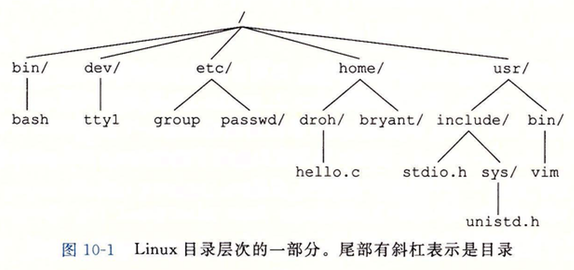 /
bin/ dev/ etc/ home/ usr/
bash tty1 group passwd/ droh/ bryant/ include/ bin/
hello.c stdio.h sys/ vim
unistd.h
图 10-1 Linux 目录层次的一部分。尾部有斜杠表示是目录